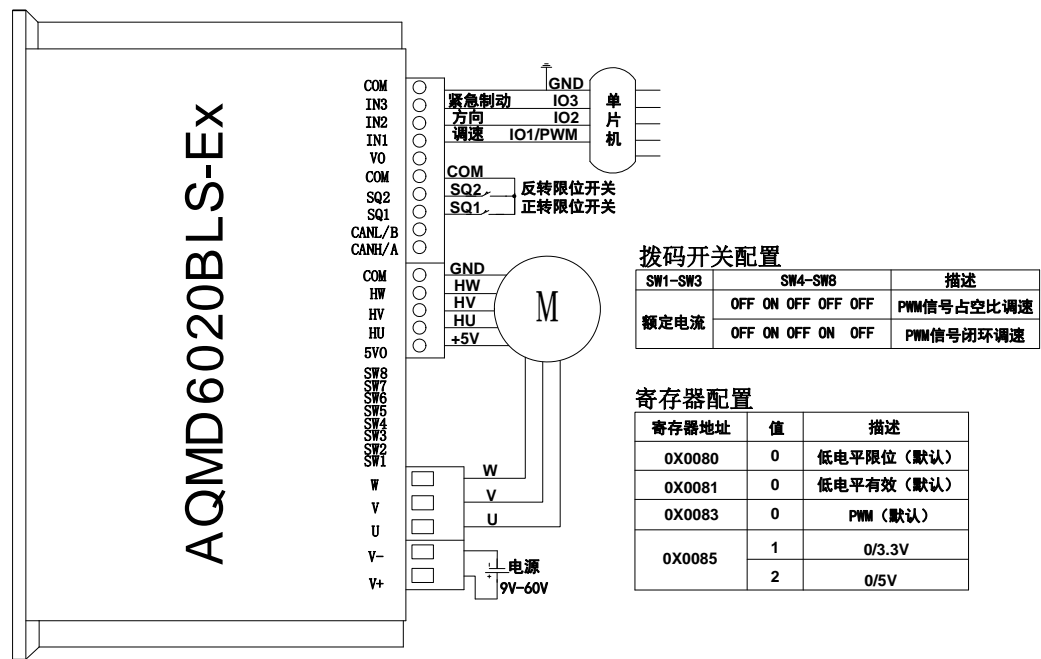 AQMD6020BLS-Ex
COM
IN3
IN2
IN1
VO
COM
SQ2
SQ1
CANL/B
CANH/A
COM
HW
HV
HU
5VO
SW8
SW7
SW6
SW5
SW4
SW3
SW2
SW1
W
V
U
V-
V+
GND
紧急制动 IO3
方向 IO2
调速 IO1/PWM
单片机
COM
SQ2 反转限位开关
SQ1 正转限位开关
GND
HW
HV
HU
+5V
M
W
V
U
- 电源
+ 9V-60V
拨码开关配置
SW1-SW3 SW4-SW8 描述
额定电流
OFF ON OFF OFF OFF PWM信号占空比调速
OFF ON OFF ON OFF PWM信号闭环调速
寄存器配置
寄存器地址 值 描述
0X0080 0 低电平限位（默认）
0X0081 0 低电平有效（默认）
0X0083 0 PWM（默认）
0X0085
1 0/3.3V
2 0/5V